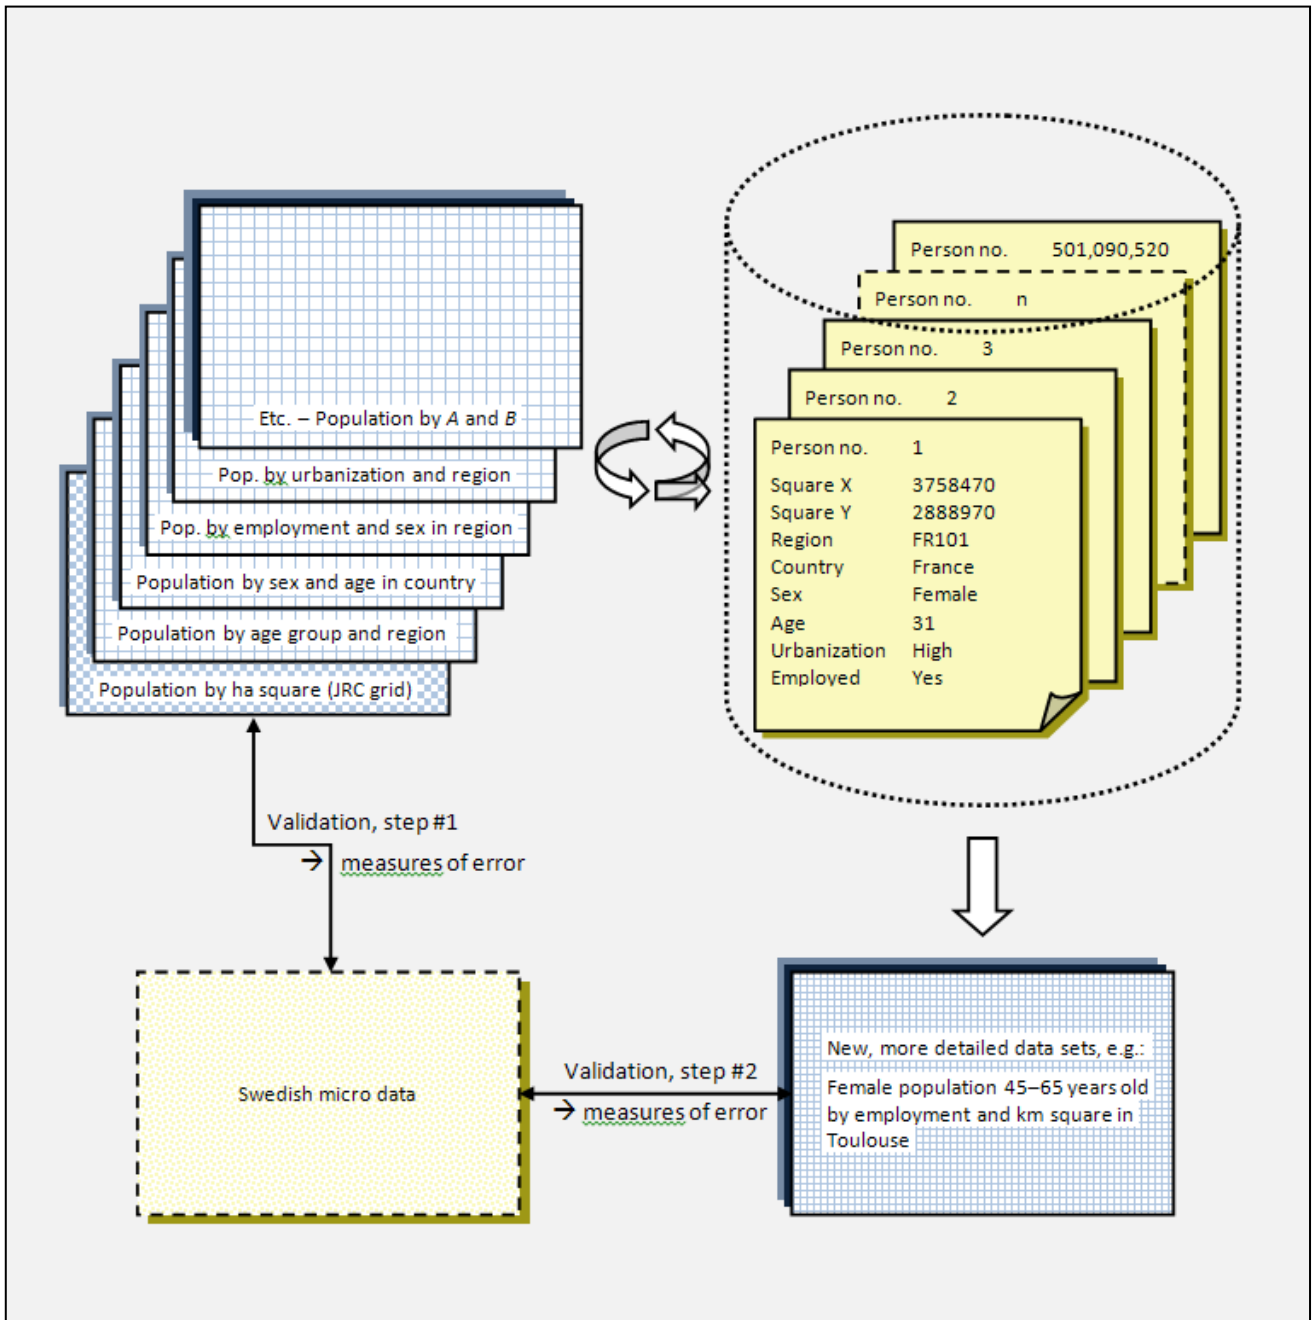 Etc. – Population by A and B
Pop. by urbanization and region
Pop. by employment and sex in region
Population by sex and age in country
Population by age group and region
Population by ha square (JRC grid)
Person no. 501,090,520
Person no. n
Person no. 3
Person no. 2
Person no. 1
Square X 3758470
Square Y 2888970
Region FR101
Country France
Sex Female
Age 31
Urbanization High
Employed Yes
Validation, step #1
→ measures of error
Swedish micro data
Validation, step #2
→ measures of error
New, more detailed data sets, e.g.:
Female population 45–65 years old
by employment and km square in
Toulouse